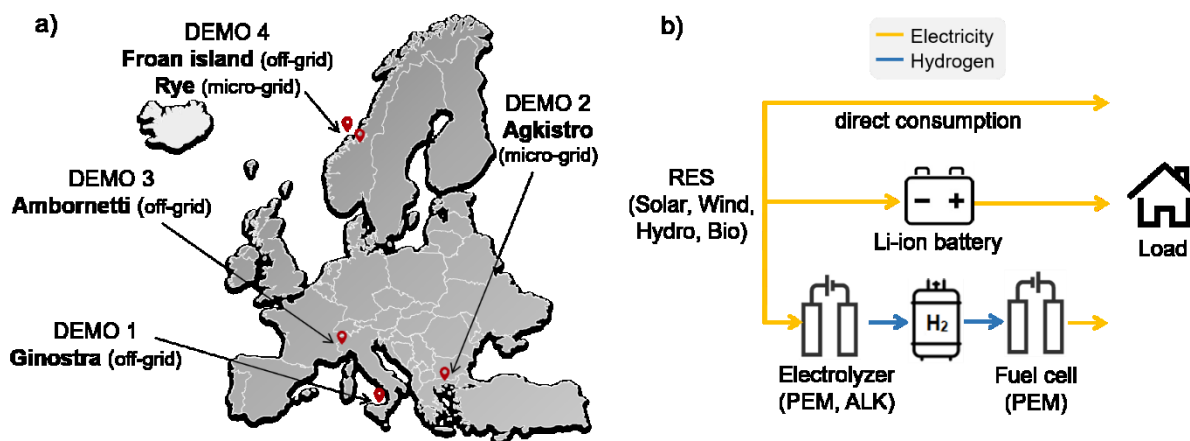 a)
DEMO 4
Froan island (off-grid)
Rye (micro-grid)
DEMO 2
Agkistro
(micro-grid)
DEMO 3
Ambornetti (off-grid)
DEMO 1
Ginostra (off-grid)
b)
Electricity
Hydrogen
direct consumption
RES
(Solar, Wind,
Hydro, Bio)
Li-ion battery
Load
H2
Electrolyzer
(PEM, ALK)
Fuel cell
(PEM)